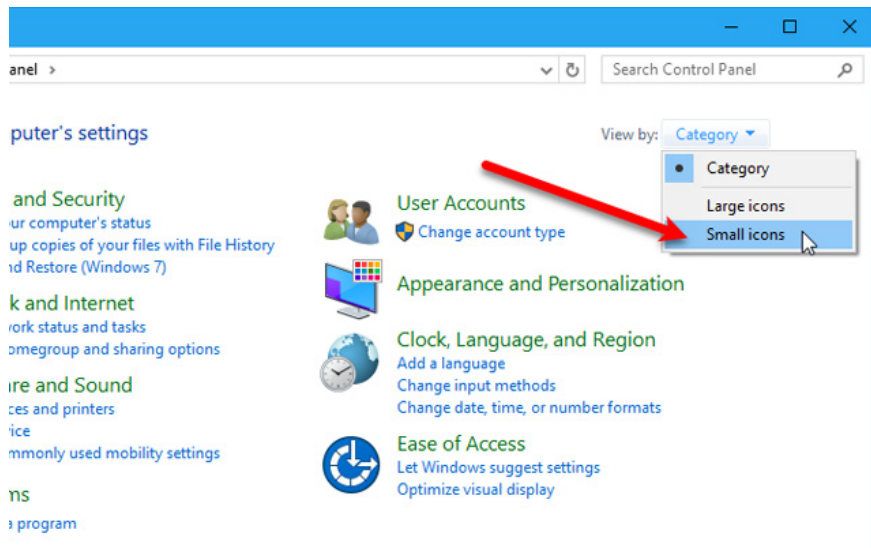 anel >
Search Control Panel
puter's settings
View by: Category
Category
Large icons
Small icons
and Security
ur computer's status
up copies of your files with File History
nd Restore (Windows 7)
k and Internet
ork status and tasks
omegroup and sharing options
re and Sound
ces and printers
ice
mmonly used mobility settings
ms
a program
User Accounts
Change account type
Appearance and Personalization
Clock, Language, and Region
Add a language
Change input methods
Change date, time, or number formats
Ease of Access
Let Windows suggest settings
Optimize visual display